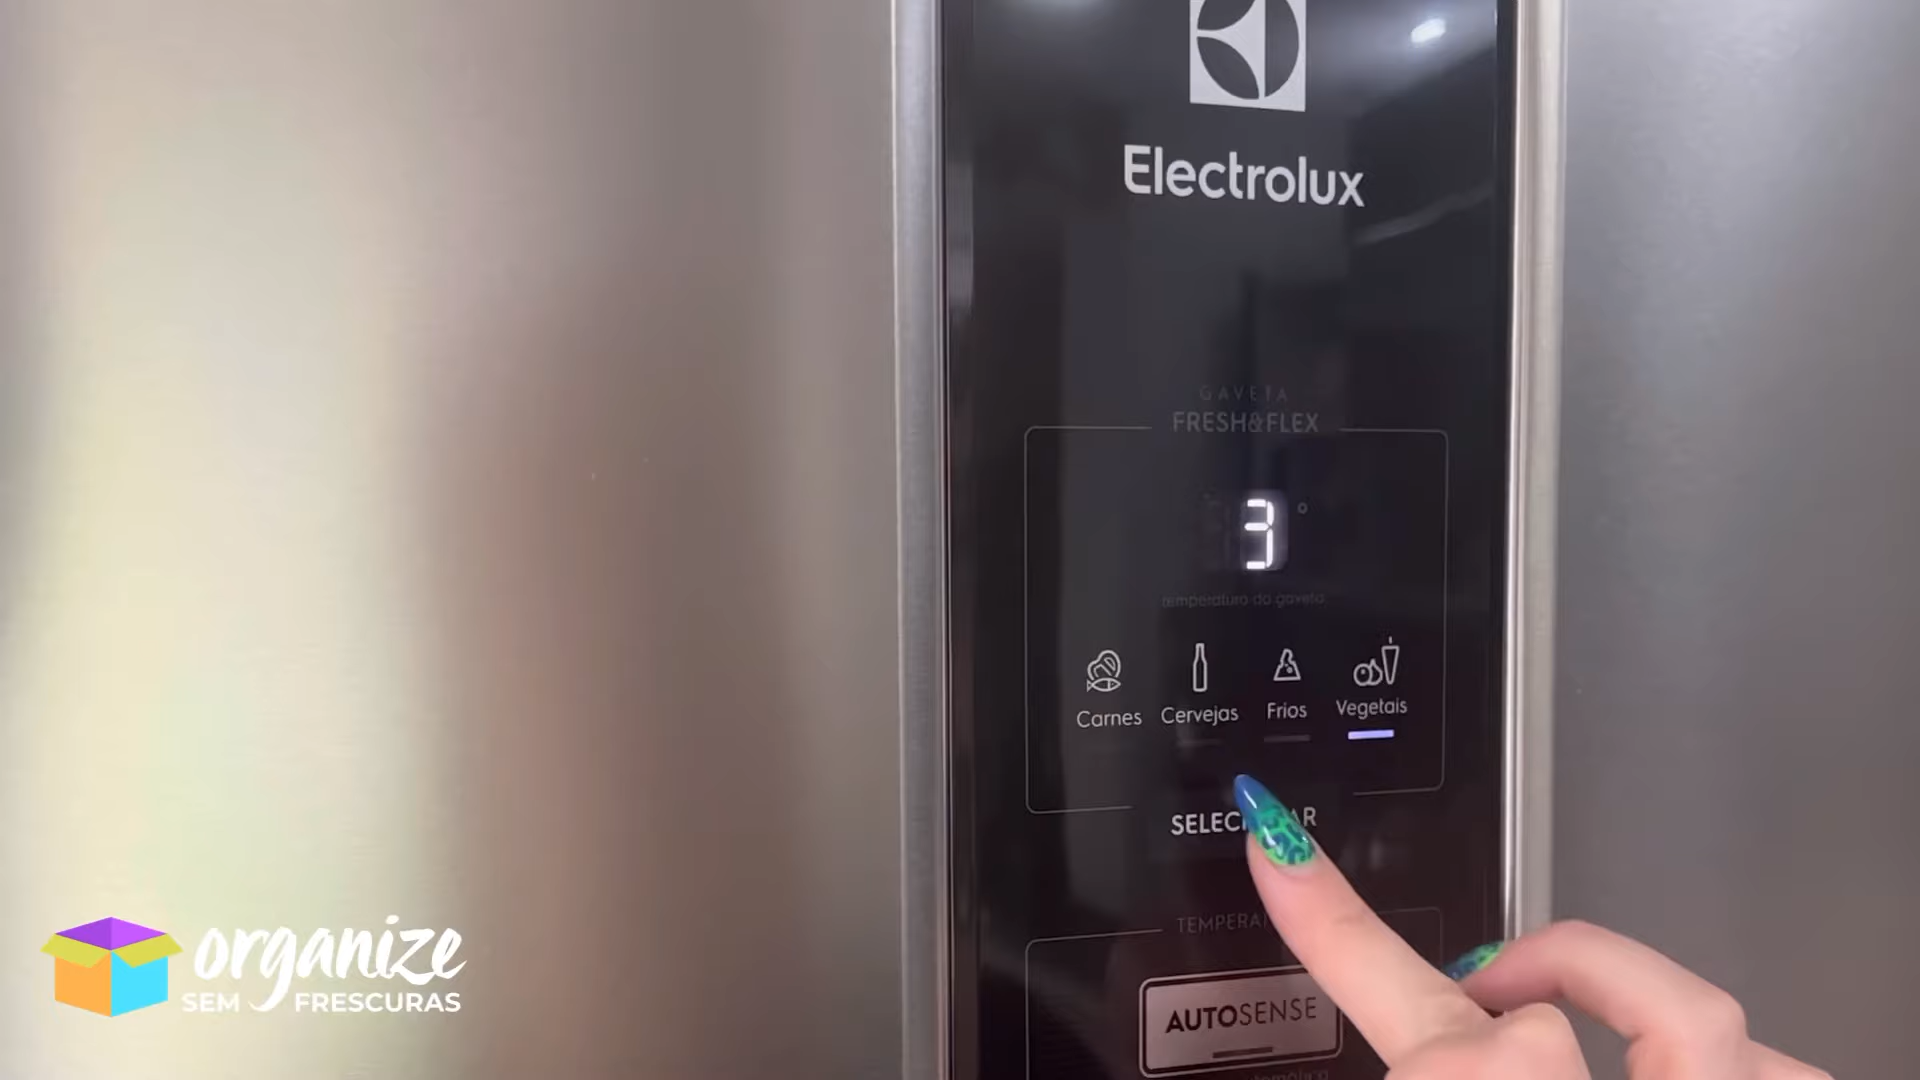 Electrolux
GAVETA
FRESH&FLEX
3°
temperatura da gaveta
Carnes Cervejas Frios Vegetais
AUTOSENSE
organize
SEM FRESCURAS